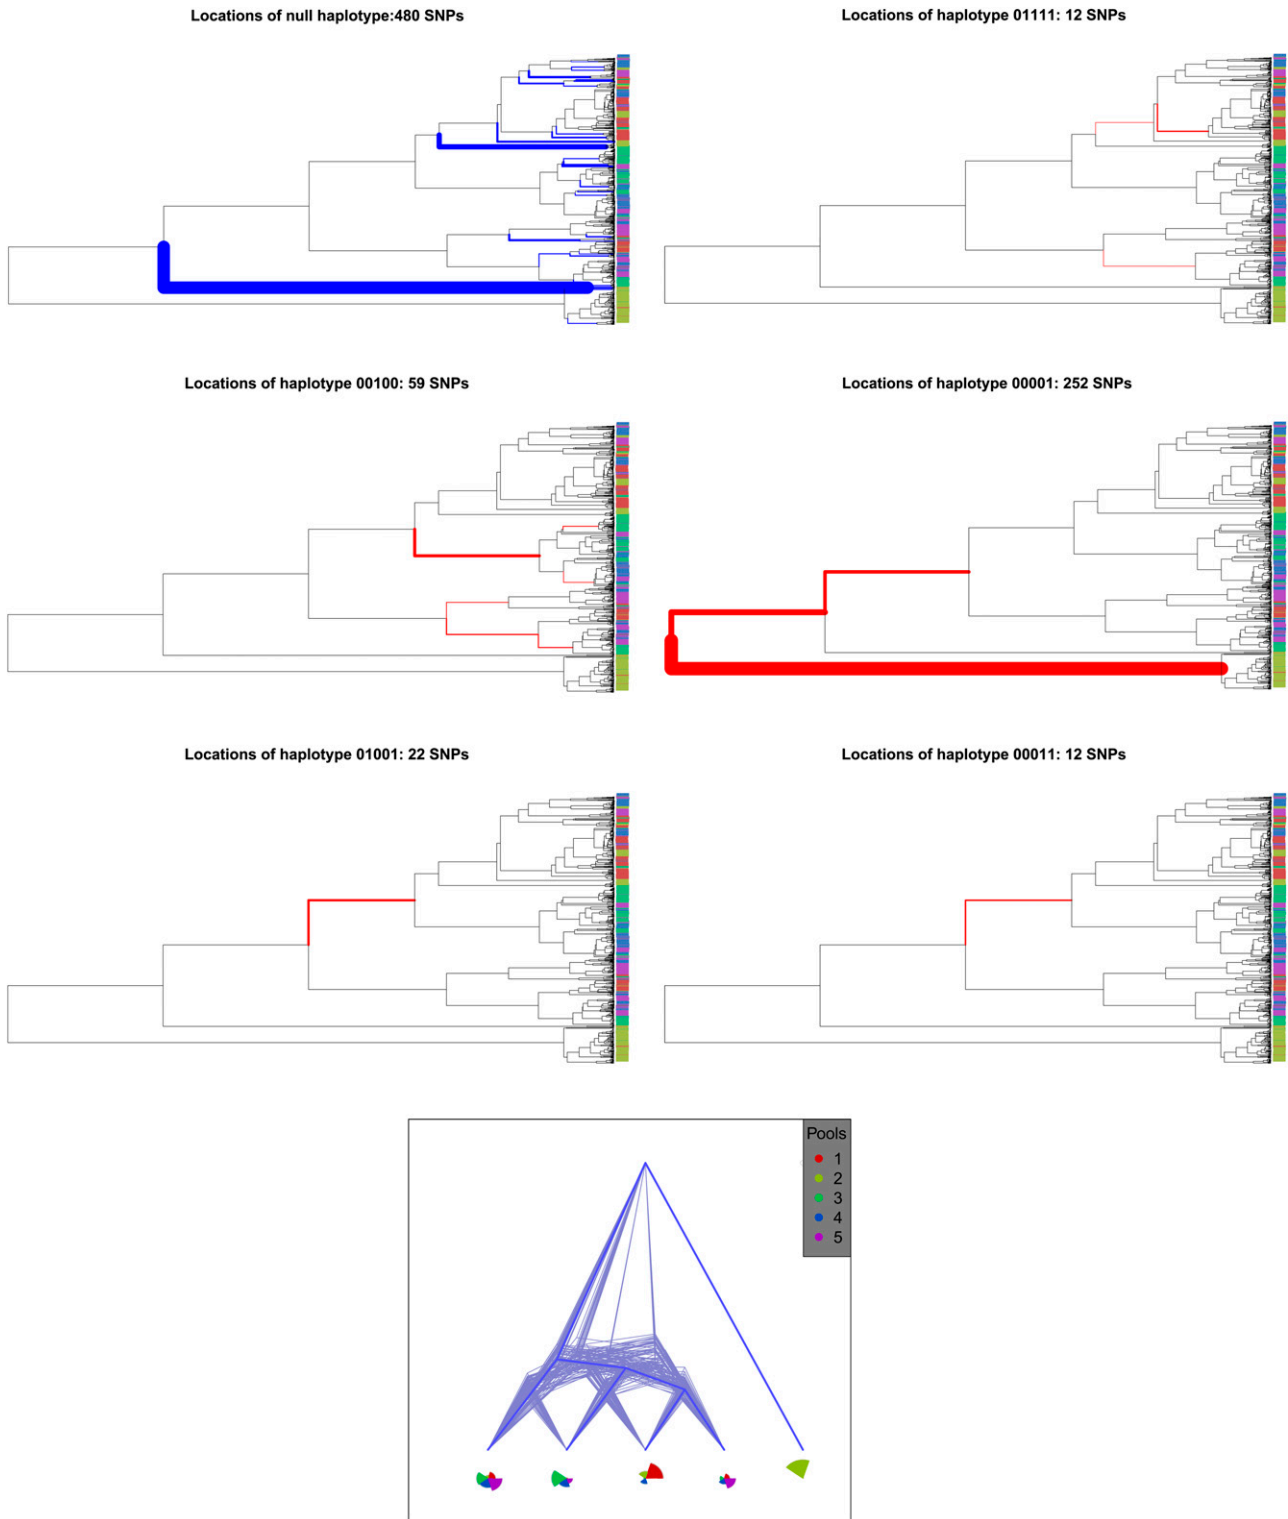 Locations of null haplotype:480 SNPs
Locations of haplotype 01111: 12 SNPs
Locations of haplotype 00100: 59 SNPs
Locations of haplotype 00001: 252 SNPs
Locations of haplotype 01001: 22 SNPs
Locations of haplotype 00011: 12 SNPs
Pools
1
2
3
4
5